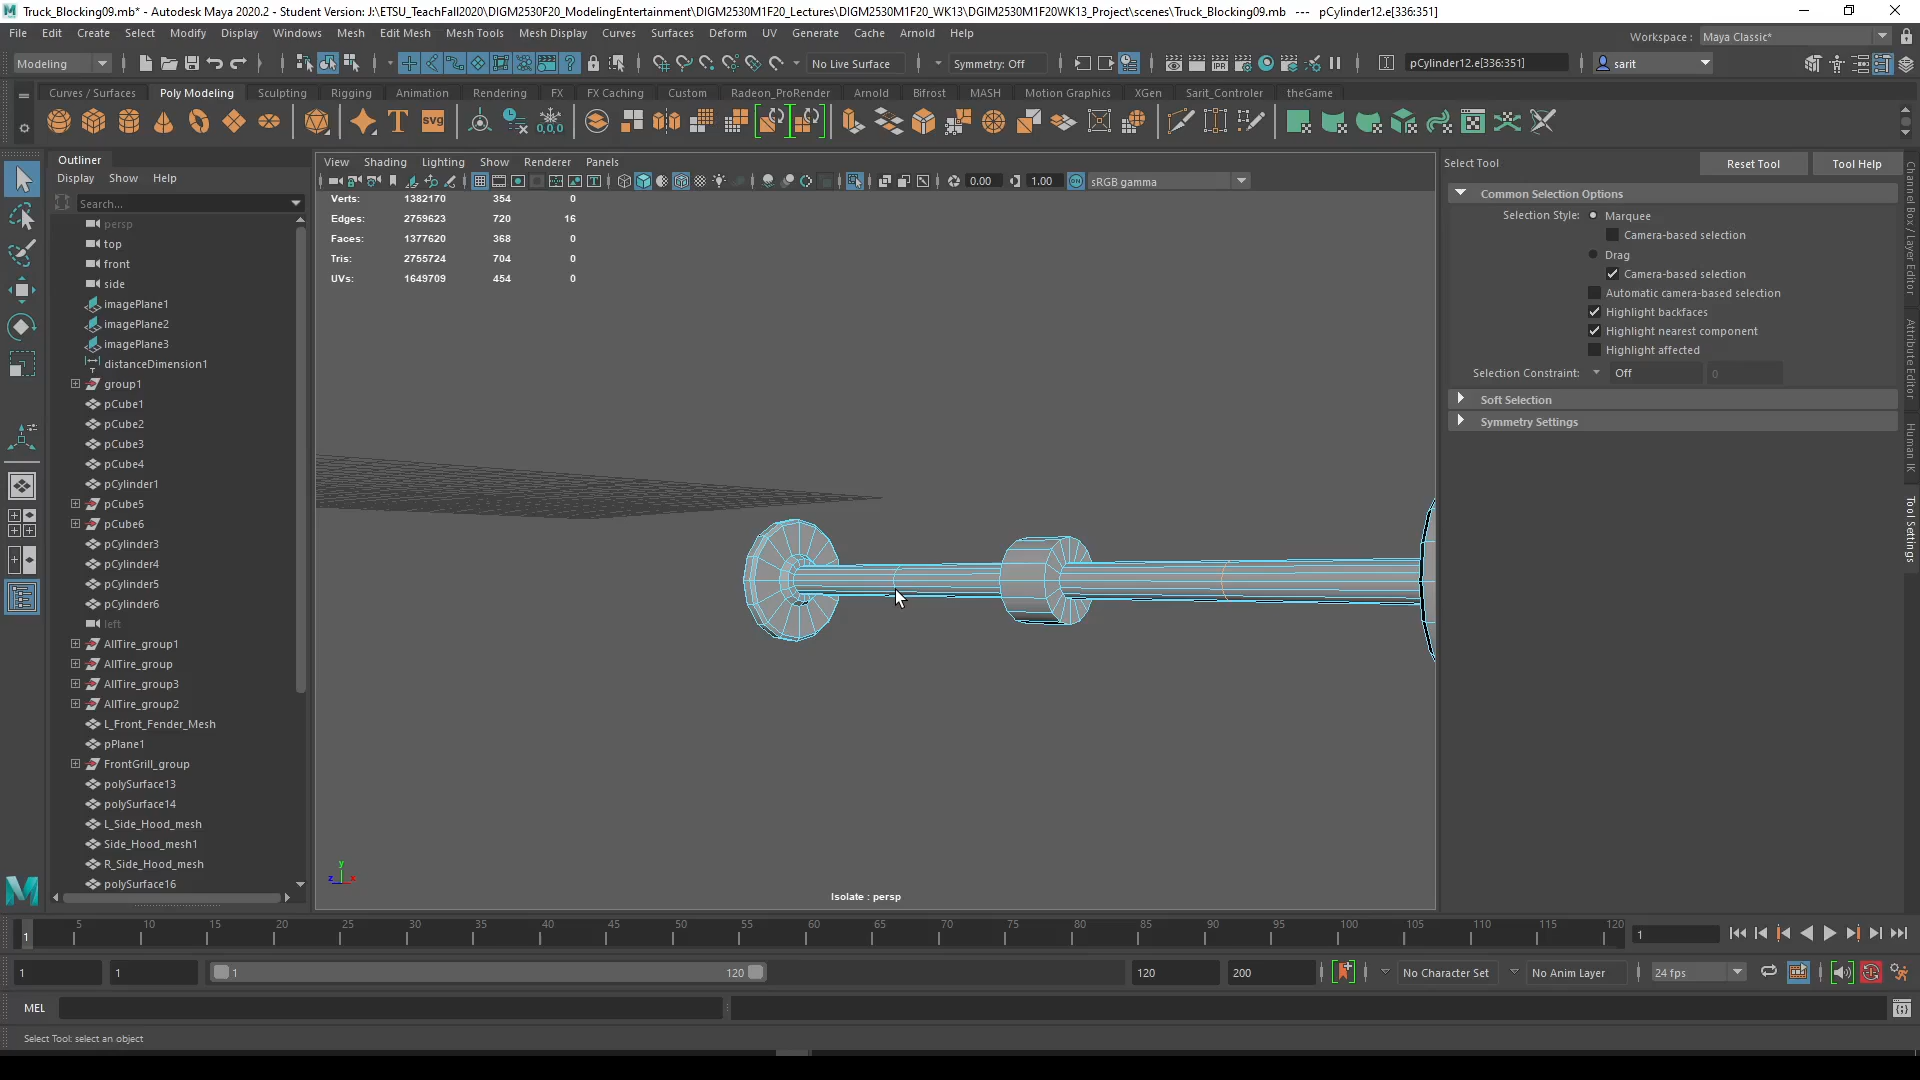 Truck_Blocking09.mb* - Autodesk Maya 2020.2 - Student Version: J:\ETSU_TeachFall2020\DIGM2530F20_ModelingEntertainment\DIGM2530M1F20_Lectures\DIGM2530M1F20_WK13\DGIM2530M1F20WK13_Project\scenes\Truck_Blocking09.mb --- pCylinder12.e[336:351]
File Edit Create Select Modify Display Windows Mesh Edit Mesh Mesh Tools Mesh Display Curves Surfaces Deform UV Generate Cache Arnold Help
Workspace : Maya Classic*
Modeling No Live Surface Symmetry: Off pCylinder12.e[336:351] sarit
Curves / Surfaces Poly Modeling Sculpting Rigging Animation Rendering FX FX Caching Custom Radeon_ProRender Arnold Bifrost MASH Motion Graphics XGen Sarit_Controler theGame
Outliner
Display Show Help
Search...
persp
top
front
side
imagePlane1
imagePlane2
imagePlane3
distanceDimension1
group1
pCube1
pCube2
pCube3
pCube4
pCylinder1
pCube5
pCube6
pCylinder3
pCylinder4
pCylinder5
pCylinder6
left
AllTire_group1
AllTire_group
AllTire_group3
AllTire_group2
L_Front_Fender_Mesh
pPlane1
FrontGrill_group
polySurface13
polySurface14
L_Side_Hood_mesh
Side_Hood_mesh1
R_Side_Hood_mesh
polySurface16
View Shading Lighting Show Renderer Panels
0.00 1.00 sRGB gamma
Verts: 1382170 354 0
Edges: 2759623 720 16
Faces: 1377620 368 0
Tris: 2755724 704 0
UVs: 1649709 454 0
y
z x
Isolate : persp
Select Tool Reset Tool Tool Help
Common Selection Options
Selection Style: Marquee
Camera-based selection
Drag
Camera-based selection
Automatic camera-based selection
Highlight backfaces
Highlight nearest component
Highlight affected
Selection Constraint: Off 0
Soft Selection
Symmetry Settings
Channel Box / Layer Editor
Attribute Editor
Human IK
Tool Settings
1 5 10 15 20 25 30 35 40 45 50 55 60 65 70 75 80 85 90 95 100 105 110 115 120 1
1 1 1 120 120 200 No Character Set No Anim Layer 24 fps
MEL
Select Tool: select an object